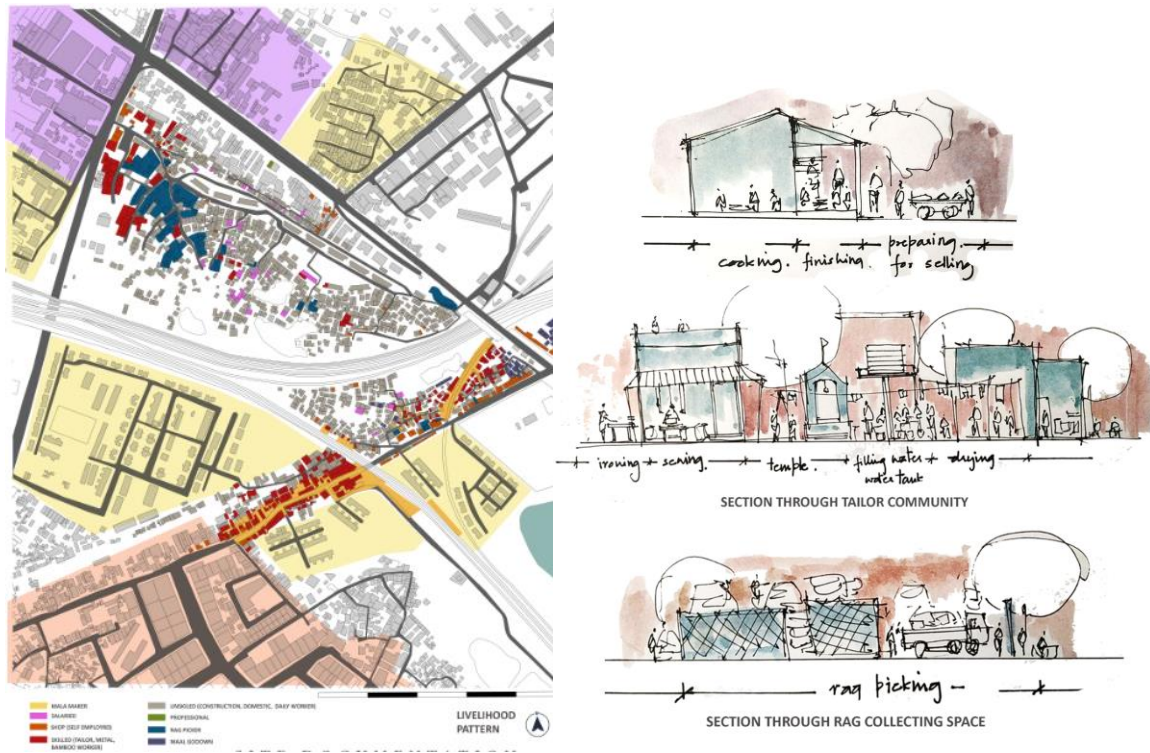 MALA MAKER
SALARIED
SHOP (SELF EMPLOYED)
SKILLED (TAILOR, METAL,
BAMBOO WORKER)
UNSKILLED (CONSTRUCTION, DOMESTIC, DAILY WORKER)
PROFESSIONAL
RAG PICKER
MAAL GODOWN
LIVELIHOOD
PATTERN
cooking. finishing. preparing.
for selling
ironing sewing. temple. filling water drying
water tank
SECTION THROUGH TAILOR COMMUNITY
rag picking
SECTION THROUGH RAG COLLECTING SPACE